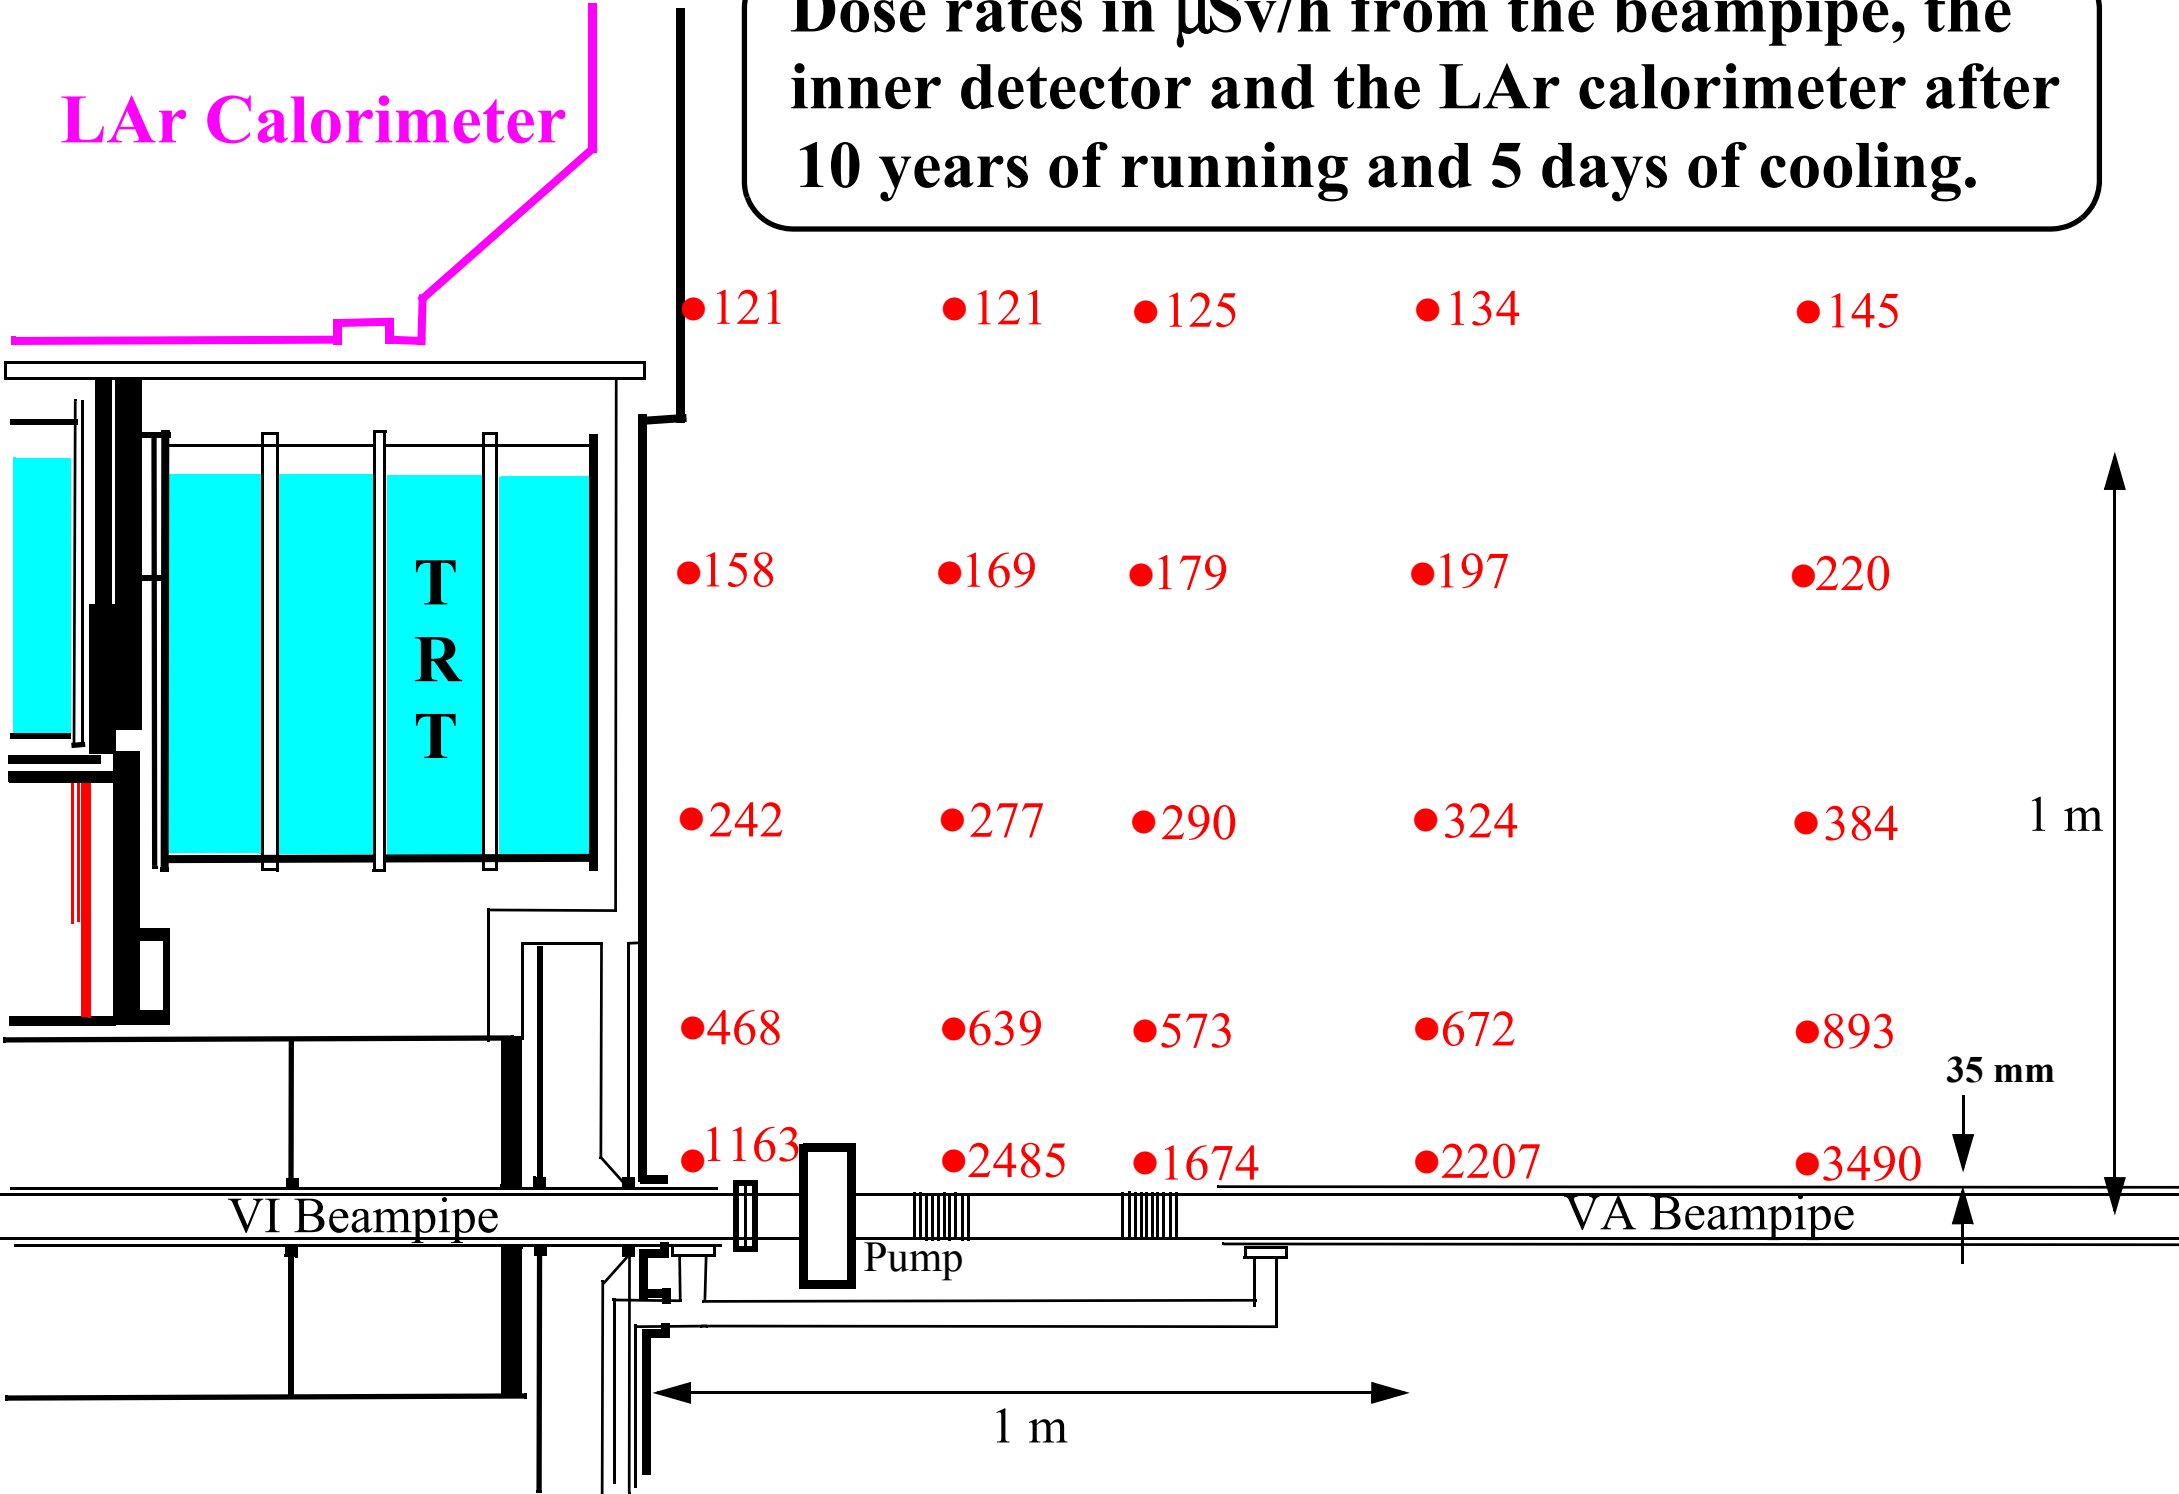 Dose rates in μSv/h from the beampipe, the
inner detector and the LAr calorimeter after
10 years of running and 5 days of cooling.
LAr Calorimeter
121 121 125 134 145
158 169 179 197 220
T
R
T
242 277 290 324 384
1 m
468 639 573 672 893
35 mm
1163 2485 1674 2207 3490
VI Beampipe
VA Beampipe
Pump
1 m